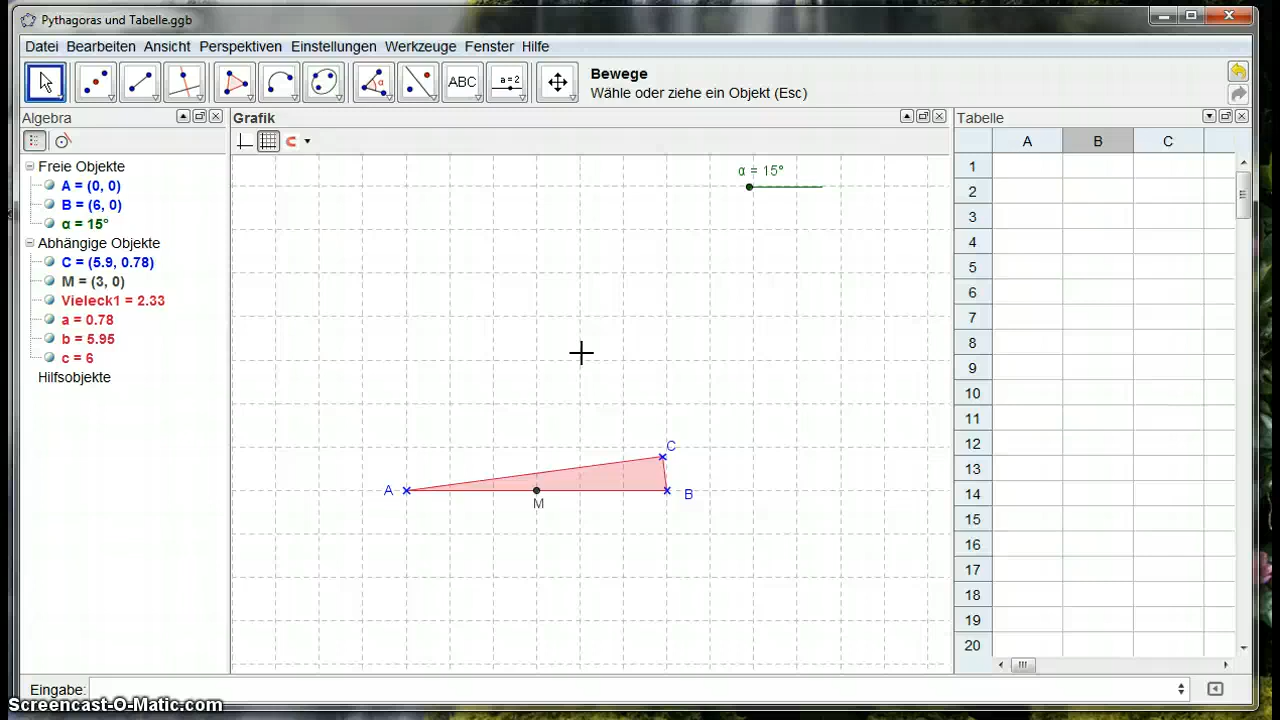 Pythagoras und Tabelle.ggb
Datei Bearbeiten Ansicht Perspektiven Einstellungen Werkzeuge Fenster Hilfe
ABC
a = 2
α
Bewege
Wähle oder ziehe ein Objekt (Esc)
Algebra
Grafik
Tabelle
Freie Objekte
A = (0, 0)
B = (6, 0)
α = 15°
Abhängige Objekte
C = (5.9, 0.78)
M = (3, 0)
Vieleck1 = 2.33
a = 0.78
b = 5.95
c = 6
Hilfsobjekte
α = 15°
C
A
B
M
A B C
1
2
3
4
5
6
7
8
9
10
11
12
13
14
15
16
17
18
19
20
Eingabe:
Screencast-O-Matic.com